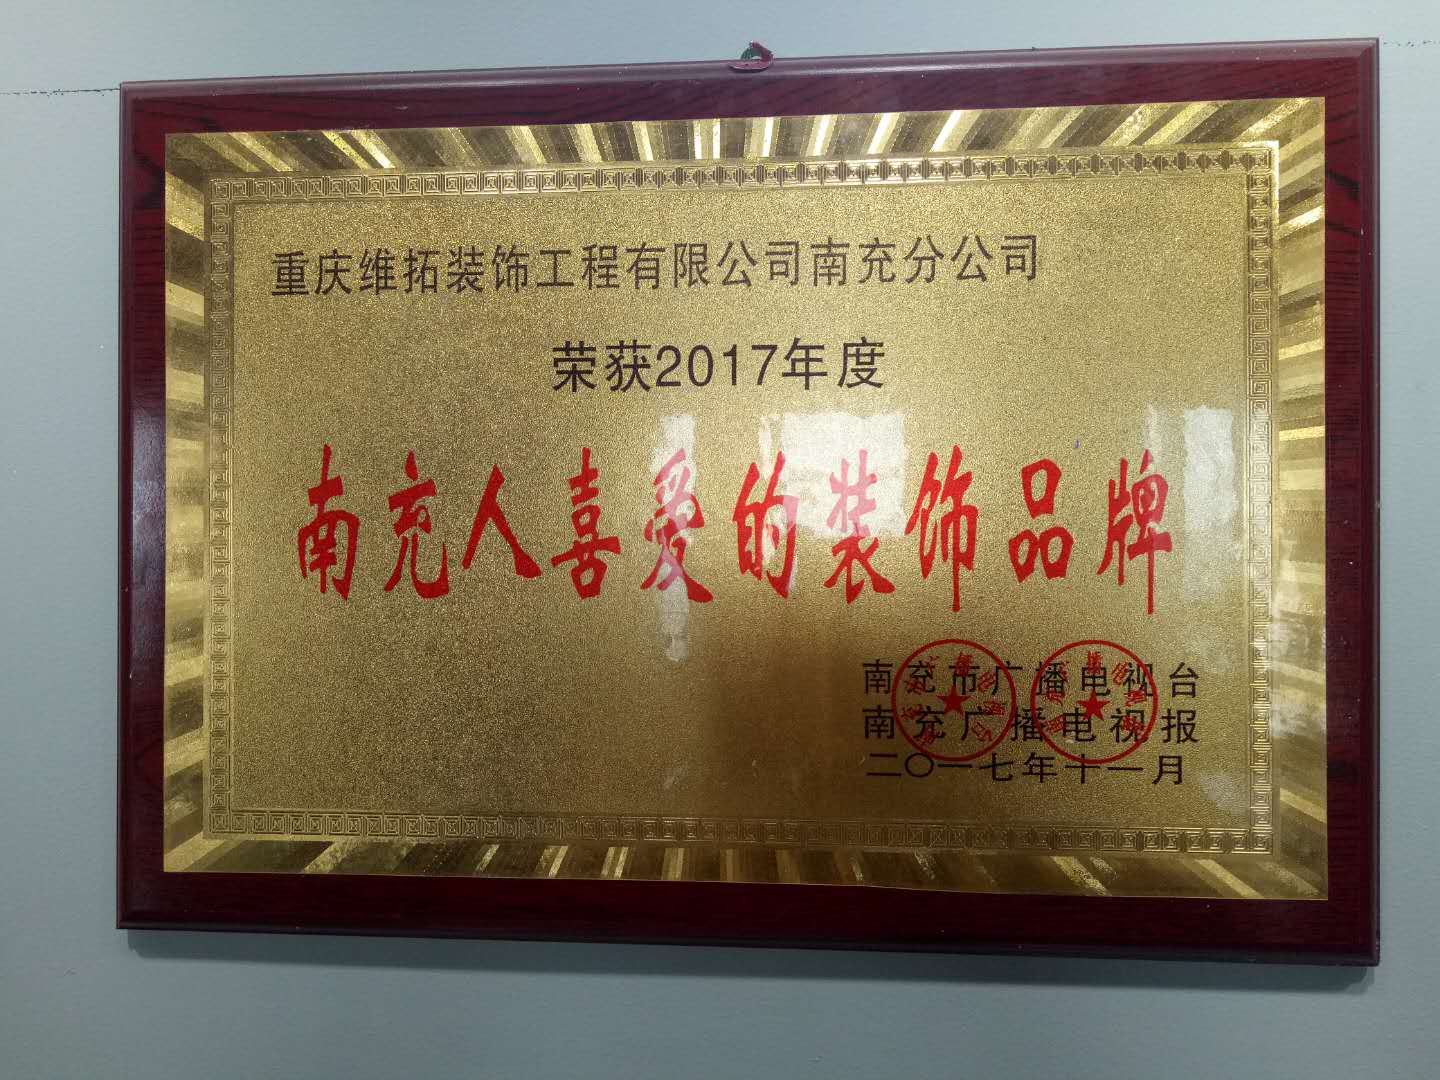 重庆维拓装饰工程有限公司南充分公司
荣获2017年度
南充人喜爱的装饰品牌
南充市广播电视台
南充广播电视报
二〇一七年十一月